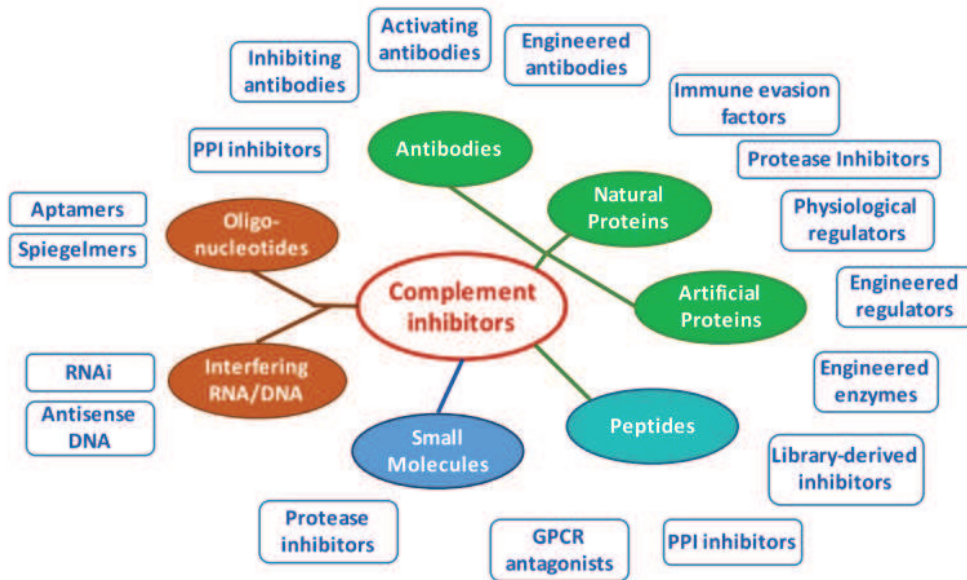 Activating
antibodies
Engineered
antibodies
Inhibiting
antibodies
Immune evasion
factors
PPI inhibitors
Antibodies
Protease Inhibitors
Natural
Proteins
Aptamers
Oligo-
nucleotides
Physiological
regulators
Spiegelmers
Complement
inhibitors
Artificial
Proteins
Engineered
regulators
RNAi
Interfering
RNA/DNA
Engineered
enzymes
Antisense
DNA
Small
Molecules
Peptides
Library-derived
inhibitors
Protease
inhibitors
GPCR
antagonists
PPI inhibitors